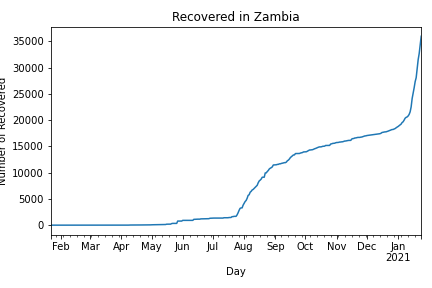 Recovered in Zambia
Number of Recovered
35000
30000
25000
20000
15000
10000
5000
0
Feb Mar Apr May Jun Jul Aug Sep Oct Nov Dec Jan
2021
Day